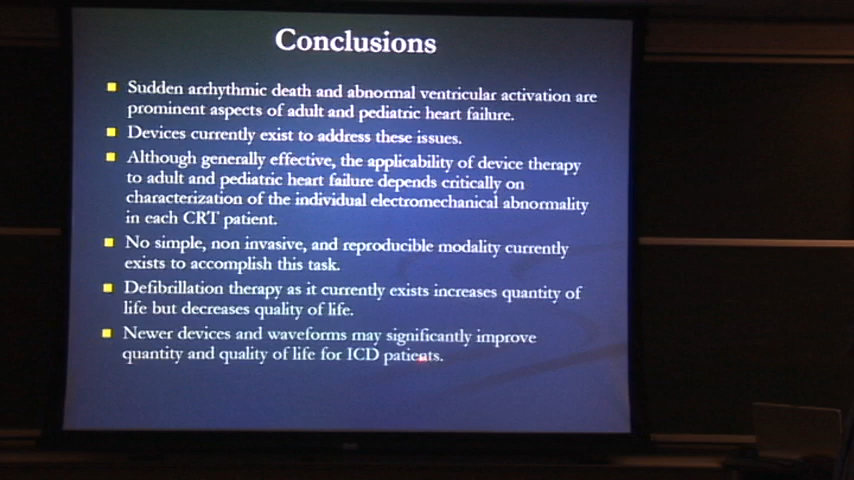 Conclusions
Sudden arrhythmic death and abnormal ventricular activation are
prominent aspects of adult and pediatric heart failure.
Devices currently exist to address these issues.
Although generally effective, the applicability of device therapy
to adult and pediatric heart failure depends critically on
characterization of the individual electromechanical abnormality
in each CRT patient.
No simple, non invasive, and reproducible modality currently
exists to accomplish this task.
Defibrillation therapy as it currently exists increases quantity of
life but decreases quality of life.
Newer devices and waveforms may significantly improve
quantity and quality of life for ICD patients.